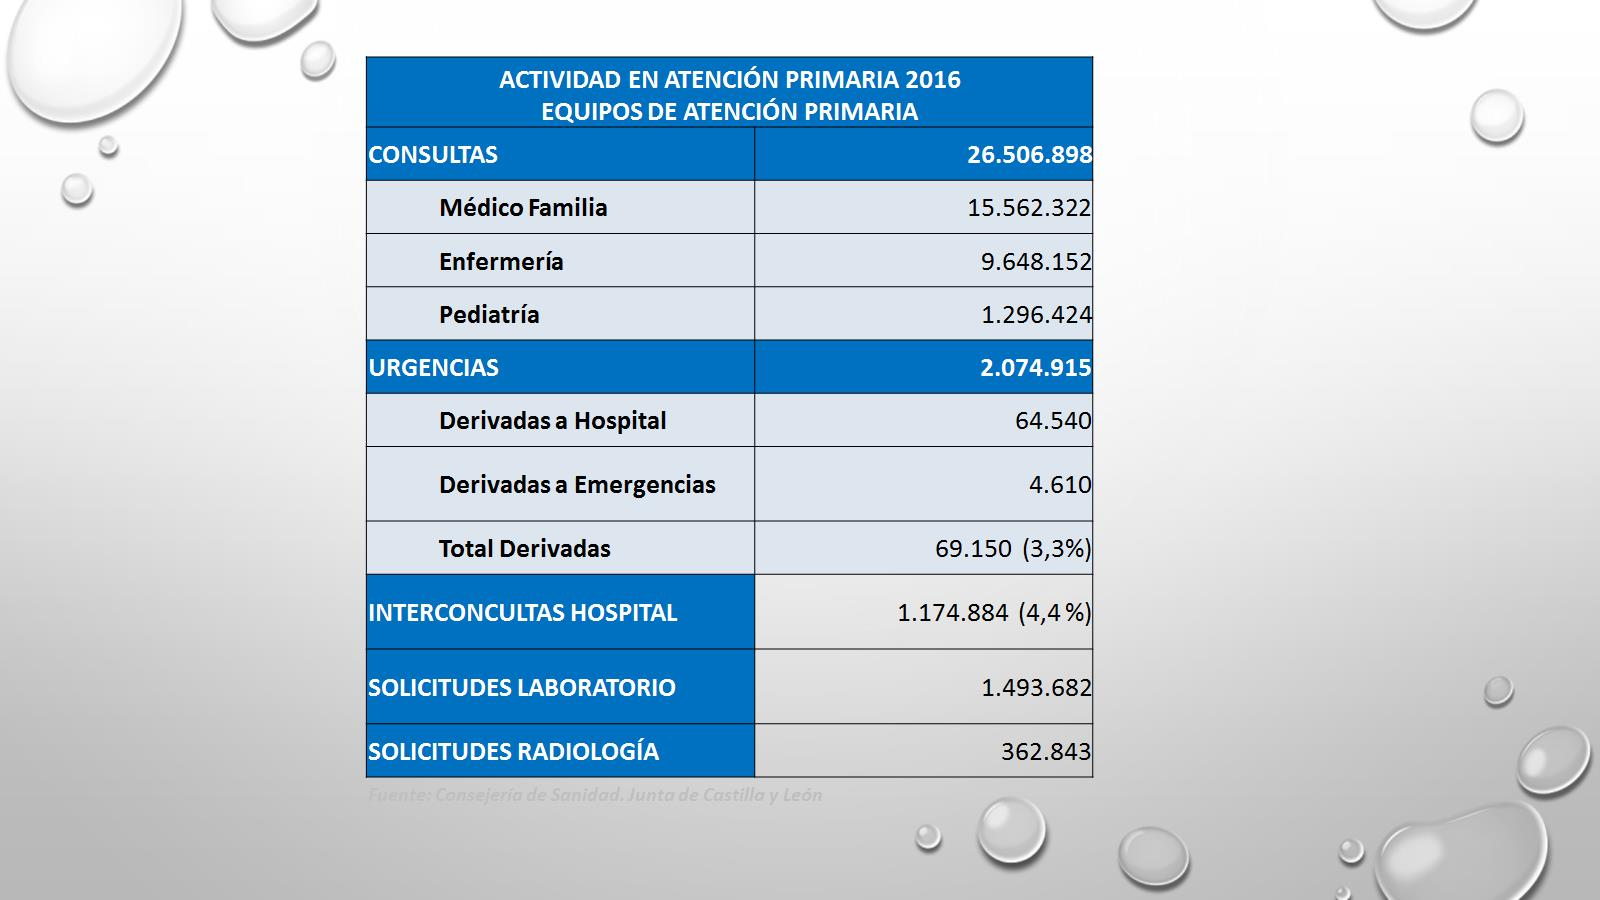 ACTIVIDAD EN ATENCIÓN PRIMARIA 2016
EQUIPOS DE ATENCIÓN PRIMARIA
CONSULTAS 26.506.898
Médico Familia 15.562.322
Enfermería 9.648.152
Pediatría 1.296.424
URGENCIAS 2.074.915
Derivadas a Hospital 64.540
Derivadas a Emergencias 4.610
Total Derivadas 69.150 (3,3%)
INTERCONCULTAS HOSPITAL 1.174.884 (4,4 %)
SOLICITUDES LABORATORIO 1.493.682
SOLICITUDES RADIOLOGÍA 362.843
Fuente: Consejería de Sanidad. Junta de Castilla y León